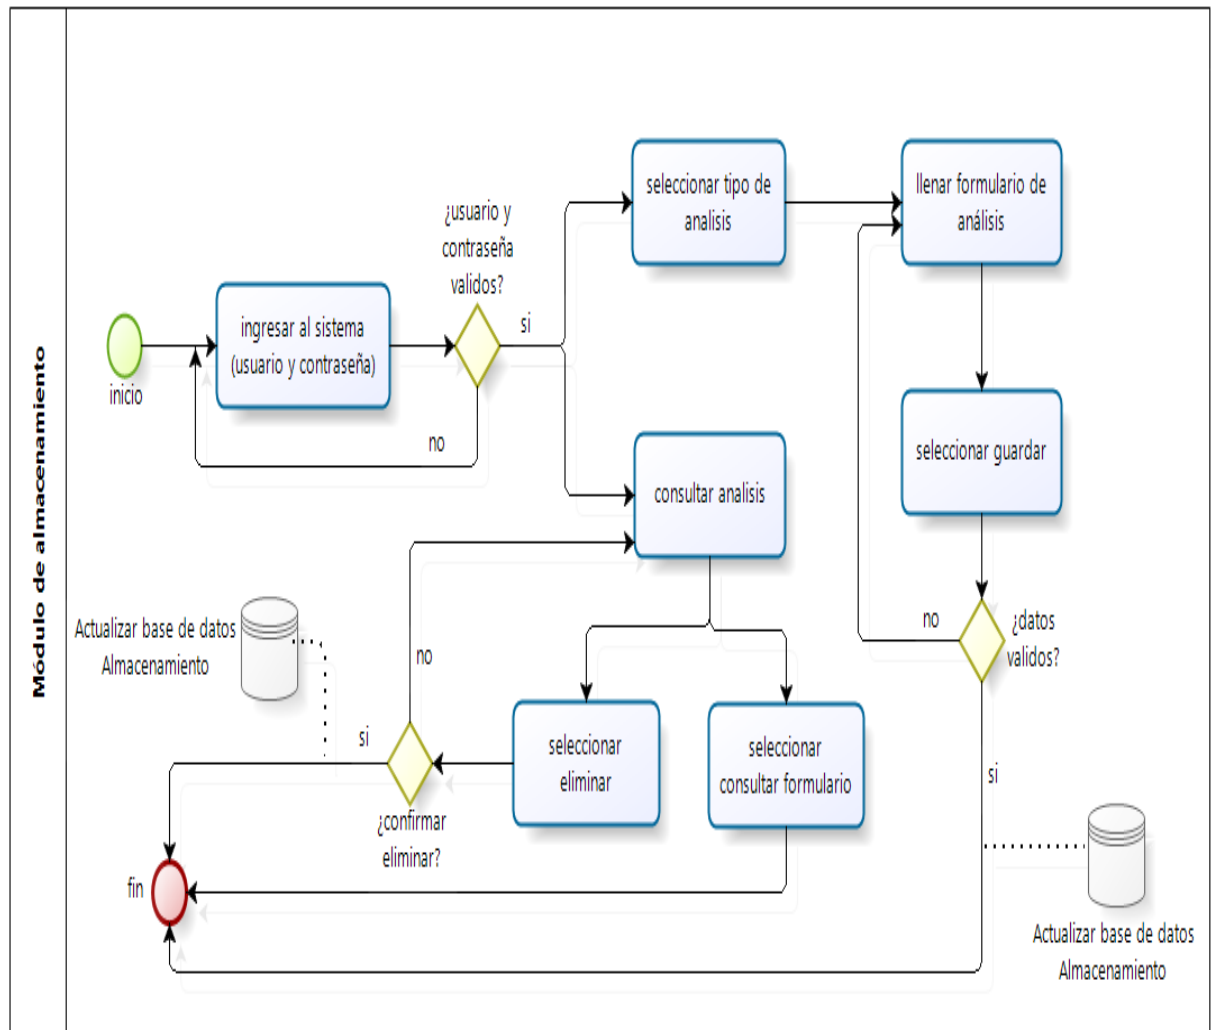 Módulo de almacenamiento
inicio
ingresar al sistema
(usuario y contraseña)
¿usuario y
contraseña
validos?
si
no
seleccionar tipo de
analisis
llenar formulario de
análisis
seleccionar guardar
¿datos
validos?
no
si
Actualizar base de datos
Almacenamiento
consultar analisis
seleccionar
eliminar
seleccionar
consultar formulario
¿confirmar
eliminar?
no
si
Actualizar base de datos
Almacenamiento
fin